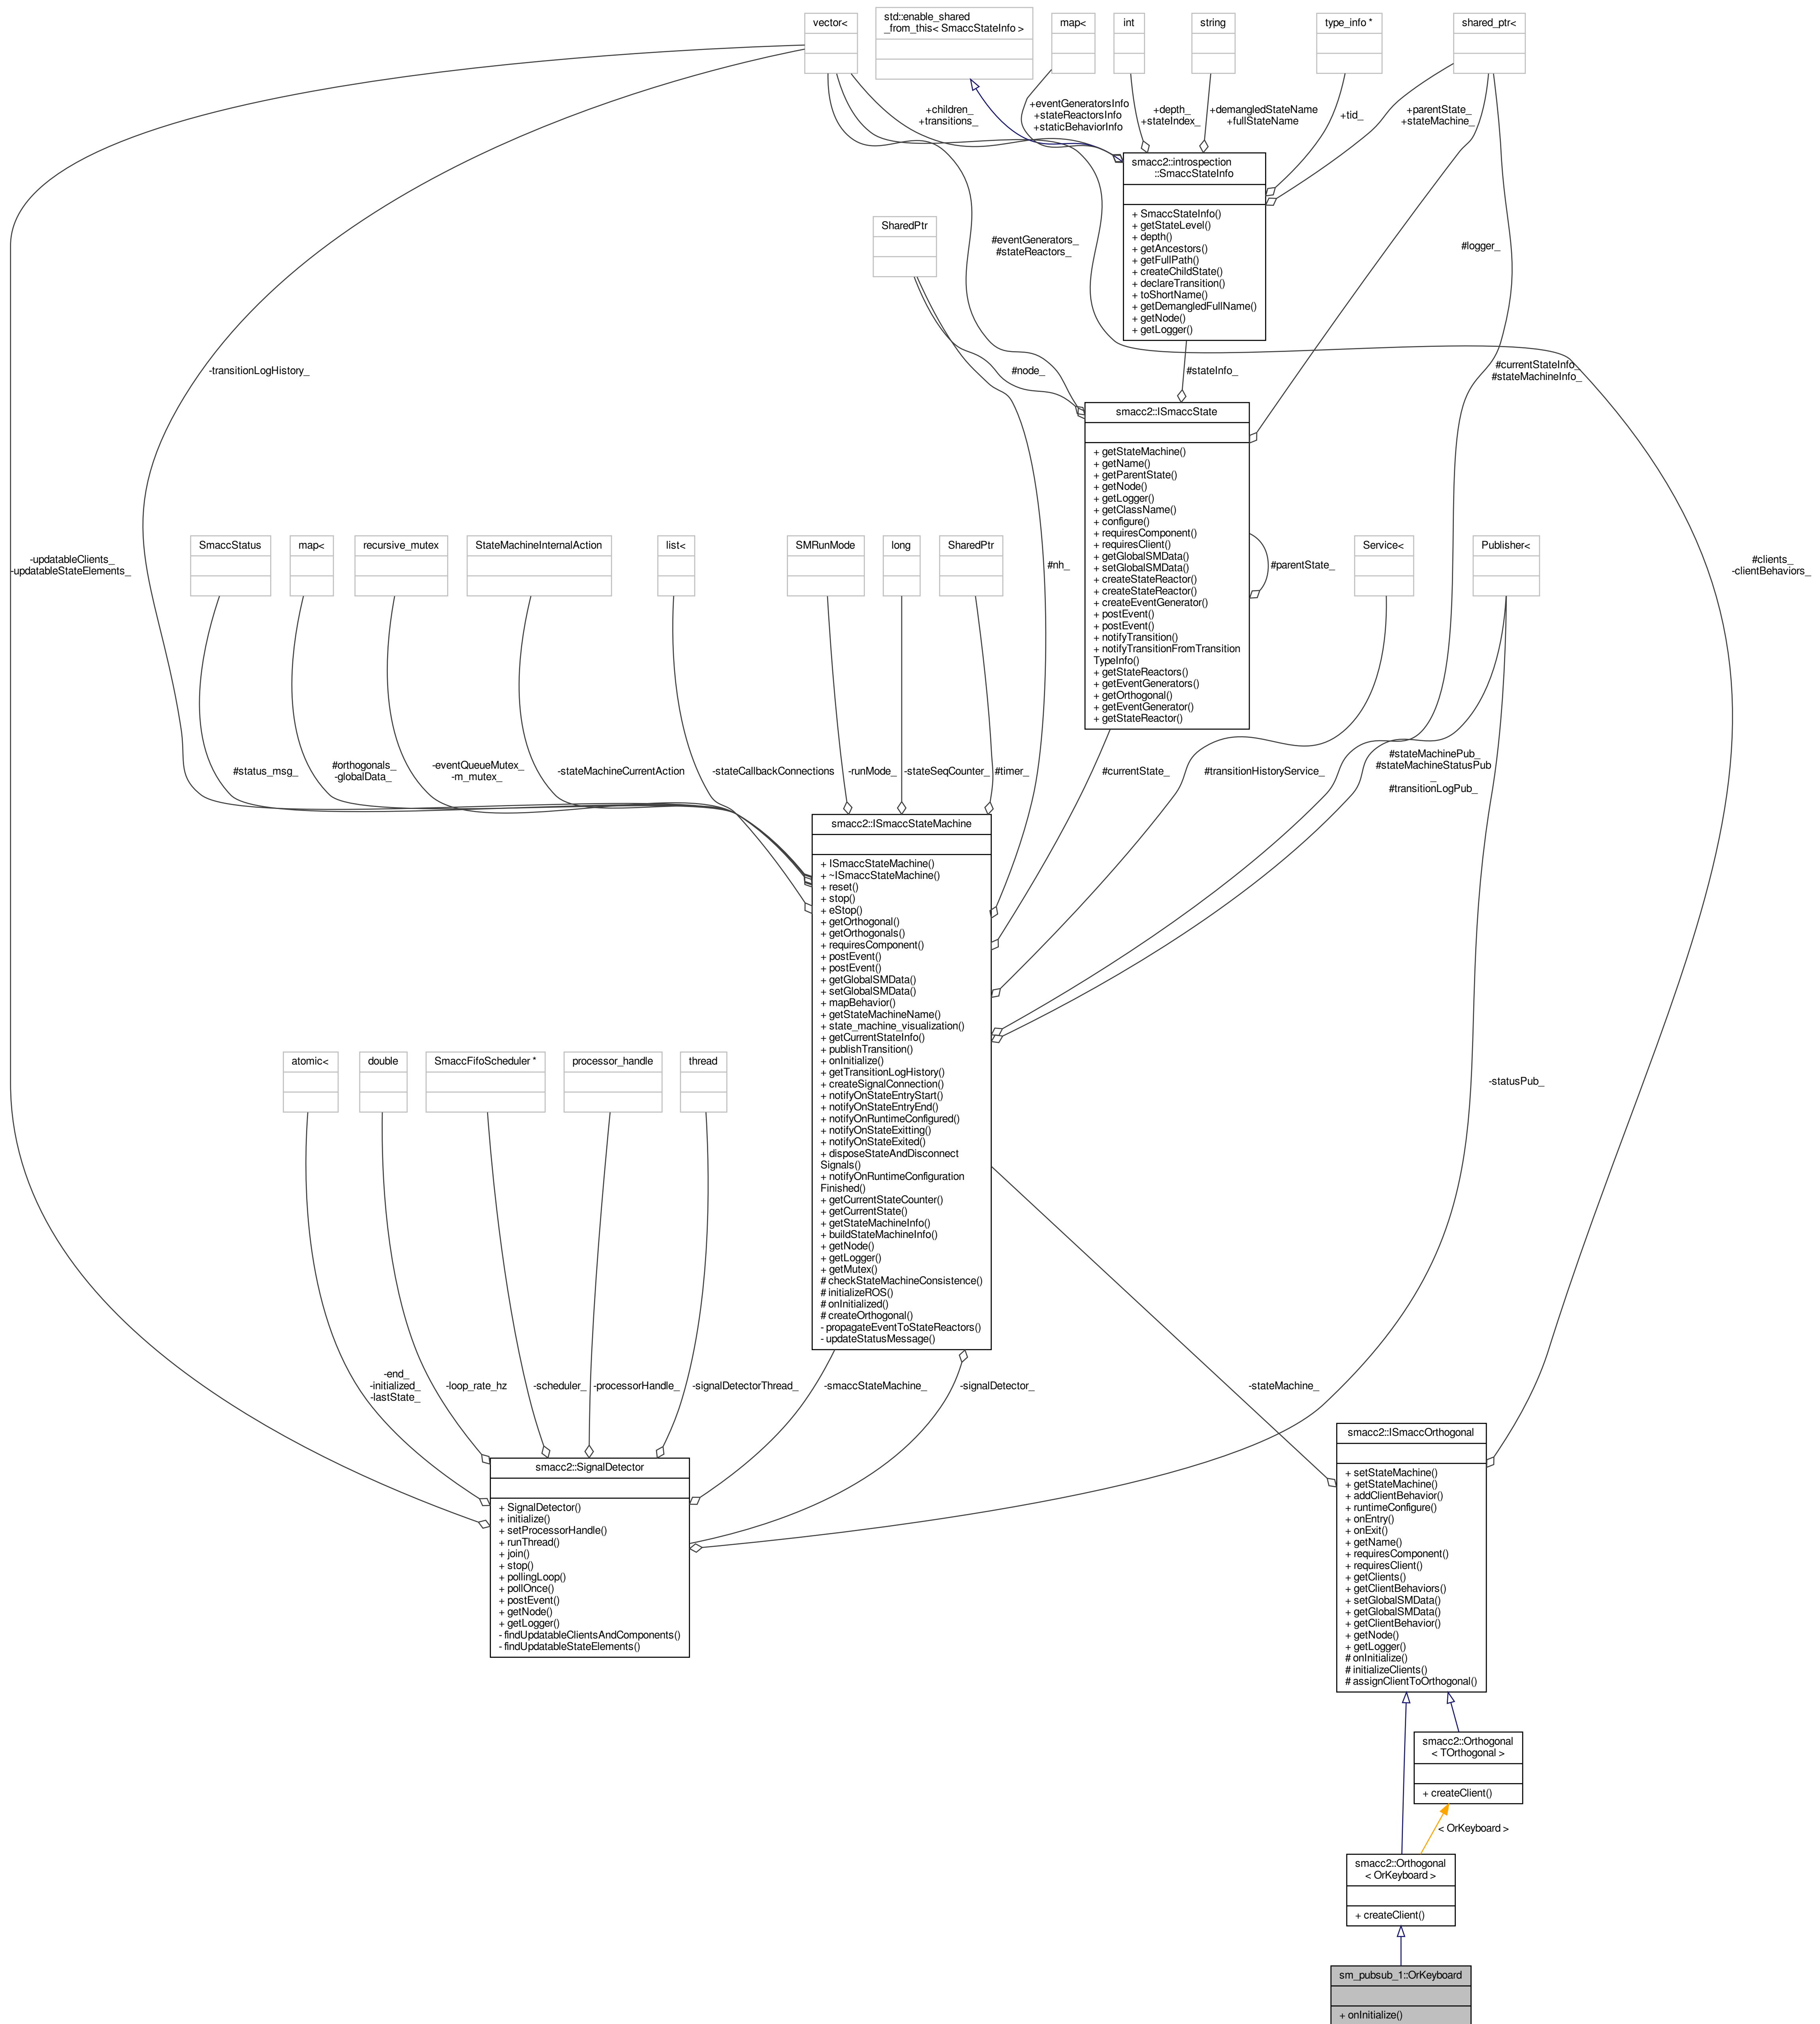 vector<
std::enable_shared
_from_this< SmaccStateInfo >
map<
int
string
type_info *
shared_ptr<
+children_
+transitions_
+eventGeneratorsInfo
+stateReactorsInfo
+staticBehaviorInfo
+depth_
+stateIndex_
+demangledStateName
+fullStateName
+tid_
+parentState_
+stateMachine_
smacc2::introspection
::SmaccStateInfo
+ SmaccStateInfo()
+ getStateLevel()
+ depth()
+ getAncestors()
+ getFullPath()
+ createChildState()
+ declareTransition()
+ toShortName()
+ getDemangledFullName()
+ getNode()
+ getLogger()
SharedPtr
#eventGenerators_
#stateReactors_
#logger_
-transitionLogHistory_
#node_
#stateInfo_
#currentStateInfo_
#stateMachineInfo_
smacc2::ISmaccState
+ getStateMachine()
+ getName()
+ getParentState()
+ getNode()
+ getLogger()
+ getClassName()
+ configure()
+ requiresComponent()
+ requiresClient()
+ getGlobalSMData()
+ setGlobalSMData()
+ createStateReactor()
+ createStateReactor()
+ createEventGenerator()
+ postEvent()
+ postEvent()
+ notifyTransition()
+ notifyTransitionFromTransition
TypeInfo()
+ getStateReactors()
+ getEventGenerators()
+ getOrthogonal()
+ getEventGenerator()
+ getStateReactor()
#parentState_
-updatableClients_
-updatableStateElements_
SmaccStatus
map<
recursive_mutex
StateMachineInternalAction
list<
SMRunMode
long
SharedPtr
#nh_
Service<
Publisher<
#clients_
-clientBehaviors_
#status_msg_
#orthogonals_
-globalData_
-eventQueueMutex_
-m_mutex_
-stateMachineCurrentAction
-stateCallbackConnections
-runMode_
-stateSeqCounter_
#timer_
#currentState_
#transitionHistoryService_
#stateMachinePub_
#stateMachineStatusPub
_
#transitionLogPub_
smacc2::ISmaccStateMachine
+ ISmaccStateMachine()
+ ~ISmaccStateMachine()
+ reset()
+ stop()
+ eStop()
+ getOrthogonal()
+ getOrthogonals()
+ requiresComponent()
+ postEvent()
+ postEvent()
+ getGlobalSMData()
+ setGlobalSMData()
+ mapBehavior()
+ getStateMachineName()
+ state_machine_visualization()
+ getCurrentStateInfo()
+ publishTransition()
+ onInitialize()
+ getTransitionLogHistory()
+ createSignalConnection()
+ notifyOnStateEntryStart()
+ notifyOnStateEntryEnd()
+ notifyOnRuntimeConfigured()
+ notifyOnStateExitting()
+ notifyOnStateExited()
+ disposeStateAndDisconnect
Signals()
+ notifyOnRuntimeConfiguration
Finished()
+ getCurrentStateCounter()
+ getCurrentState()
+ getStateMachineInfo()
+ buildStateMachineInfo()
+ getNode()
+ getLogger()
+ getMutex()
# checkStateMachineConsistence()
# initializeROS()
# onInitialized()
# createOrthogonal()
- propagateEventToStateReactors()
- updateStatusMessage()
atomic<
double
SmaccFifoScheduler *
processor_handle
thread
-statusPub_
-end_
-initialized_
-lastState_
-loop_rate_hz
-scheduler_
-processorHandle_
-signalDetectorThread_
-smaccStateMachine_
-signalDetector_
-stateMachine_
smacc2::SignalDetector
+ SignalDetector()
+ initialize()
+ setProcessorHandle()
+ runThread()
+ join()
+ stop()
+ pollingLoop()
+ pollOnce()
+ postEvent()
+ getNode()
+ getLogger()
- findUpdatableClientsAndComponents()
- findUpdatableStateElements()
smacc2::ISmaccOrthogonal
+ setStateMachine()
+ getStateMachine()
+ addClientBehavior()
+ runtimeConfigure()
+ onEntry()
+ onExit()
+ getName()
+ requiresComponent()
+ requiresClient()
+ getClients()
+ getClientBehaviors()
+ setGlobalSMData()
+ getGlobalSMData()
+ getClientBehavior()
+ getNode()
+ getLogger()
# onInitialize()
# initializeClients()
# assignClientToOrthogonal()
smacc2::Orthogonal
< TOrthogonal >
+ createClient()
< OrKeyboard >
smacc2::Orthogonal
< OrKeyboard >
+ createClient()
sm_pubsub_1::OrKeyboard
+ onInitialize()